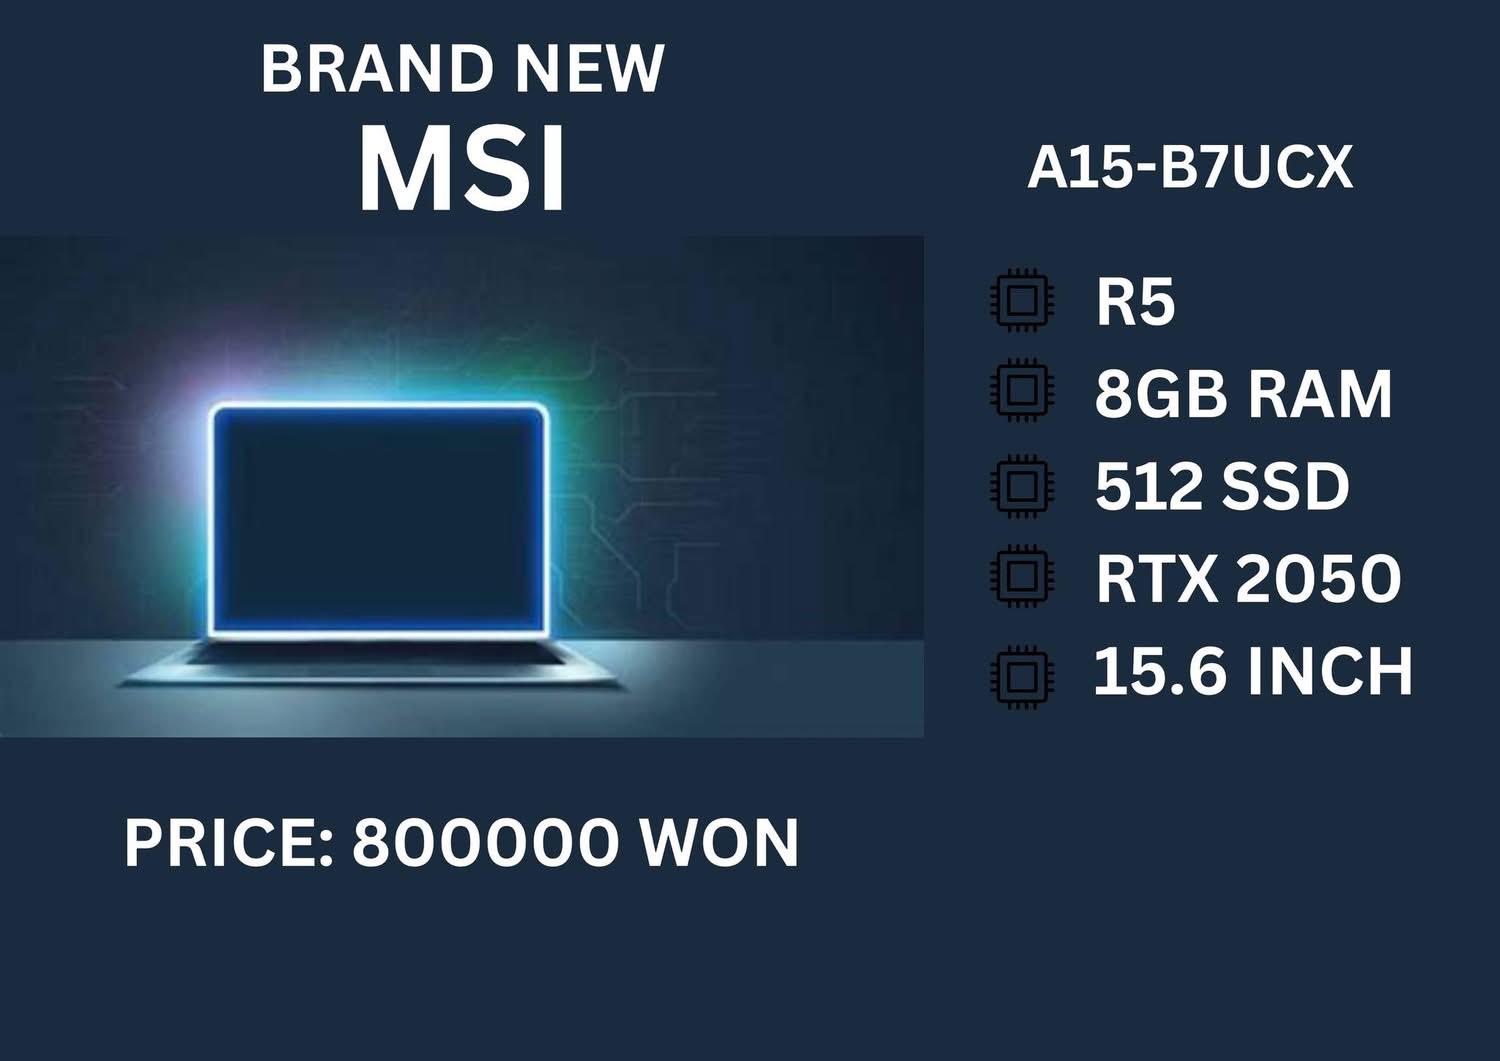 BRAND NEW
MSI
A15-B7UCX
R5
8GB RAM
512 SSD
RTX 2050
15.6 INCH
PRICE: 800000 WON